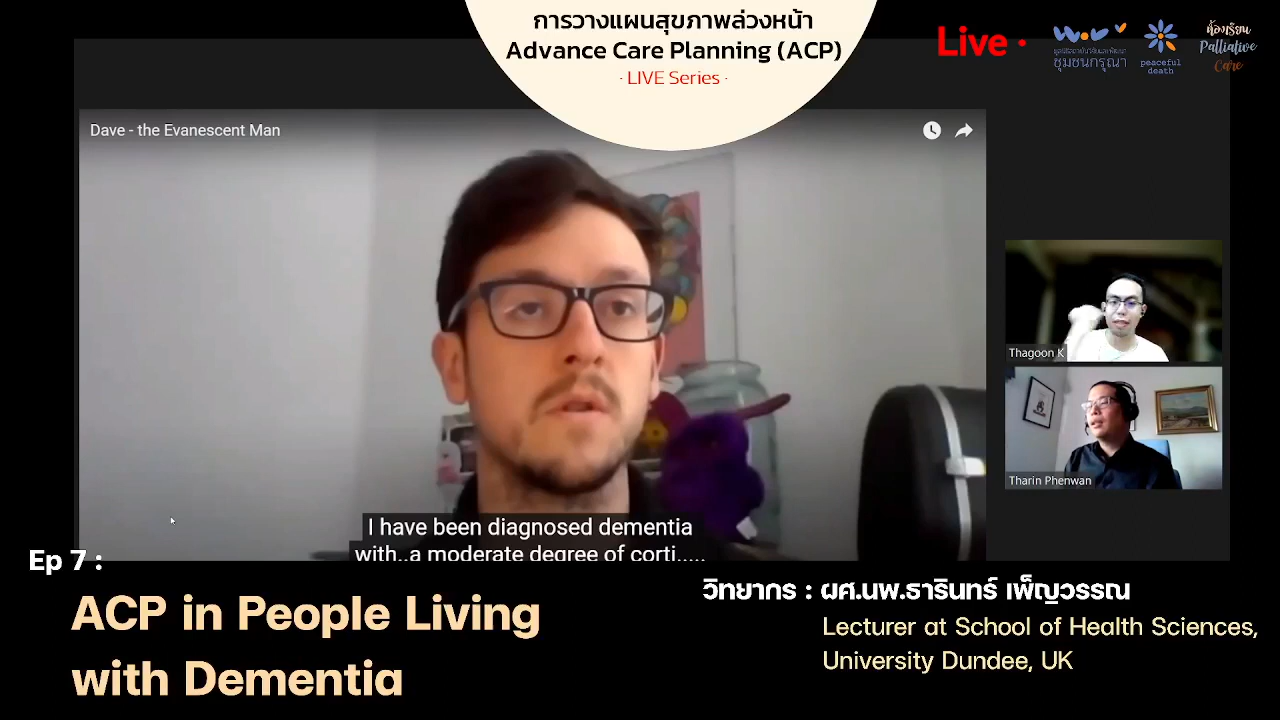 การวางแผนสุขภาพล่วงหน้า
Advance Care Planning (ACP)
· LIVE Series ·
Live •
ชุมชนกรุณา
peaceful
death
ห้องเรียน
Palliative
Care
Dave - the Evanescent Man
Thagoon K
Tharin Phenwan
I have been diagnosed dementia
with..a moderate degree of corti.....
Ep 7 :
ACP in People Living
with Dementia
วิทยากร : ผศ.นพ.ธารินทร์ เพ็ญวรรณ
Lecturer at School of Health Sciences,
University Dundee, UK